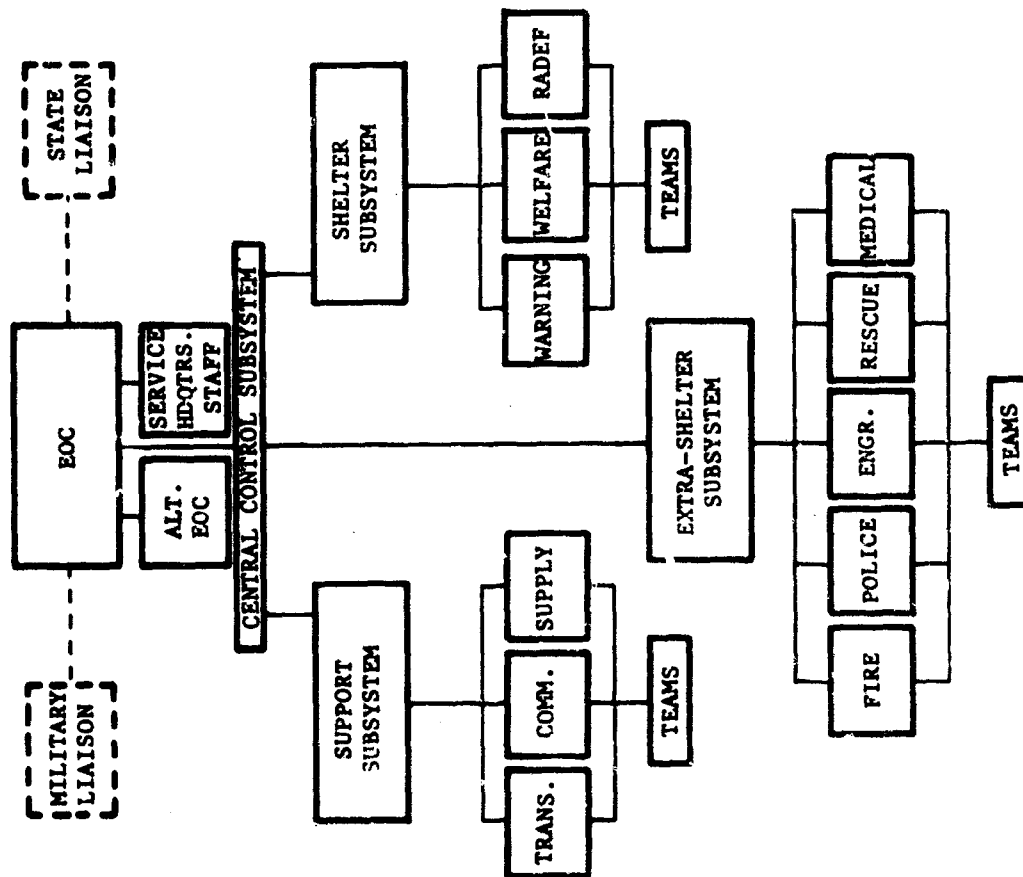 MILITARY
LIAISON
EOC
STATE
LIAISON
ALT.
EOC
SERVICE
HDQTRS.
STAFF
CENTRAL CONTROL SUBSYSTEM
SUPPORT
SUBSYSTEM
SHELTER
SUBSYSTEM
TRANS.
COMM.
SUPPLY
WARNING
WELFARE
RADEF
TEAMS
TEAMS
EXTRA-SHELTER
SUBSYSTEM
FIRE
POLICE
ENGR.
RESCUE
MEDICAL
TEAMS